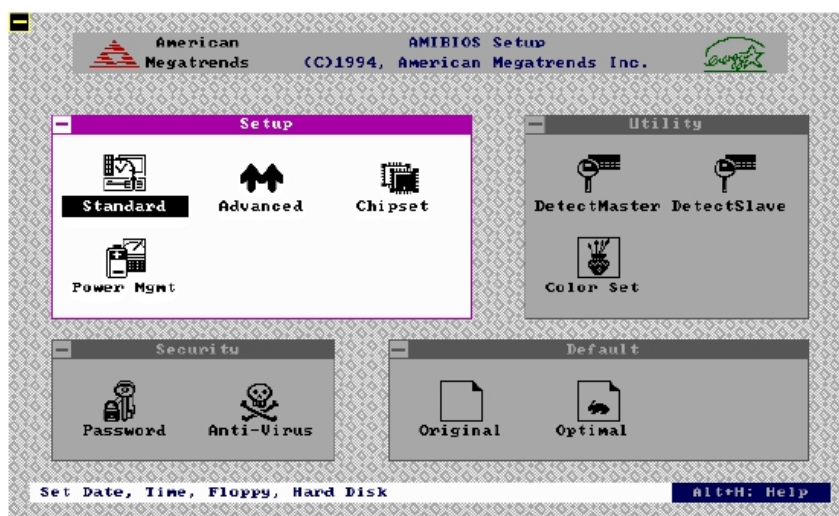 American Megatrends
AMIBIOS Setup
(C)1994, American Megatrends Inc.
energy
Setup
Standard
Advanced
Chipset
Power Mgmt
Utility
DetectMaster
DetectSlave
Color Set
Security
Password
Anti-Virus
Default
Original
Optimal
Set Date, Time, Floppy, Hard Disk
Alt+H: Help